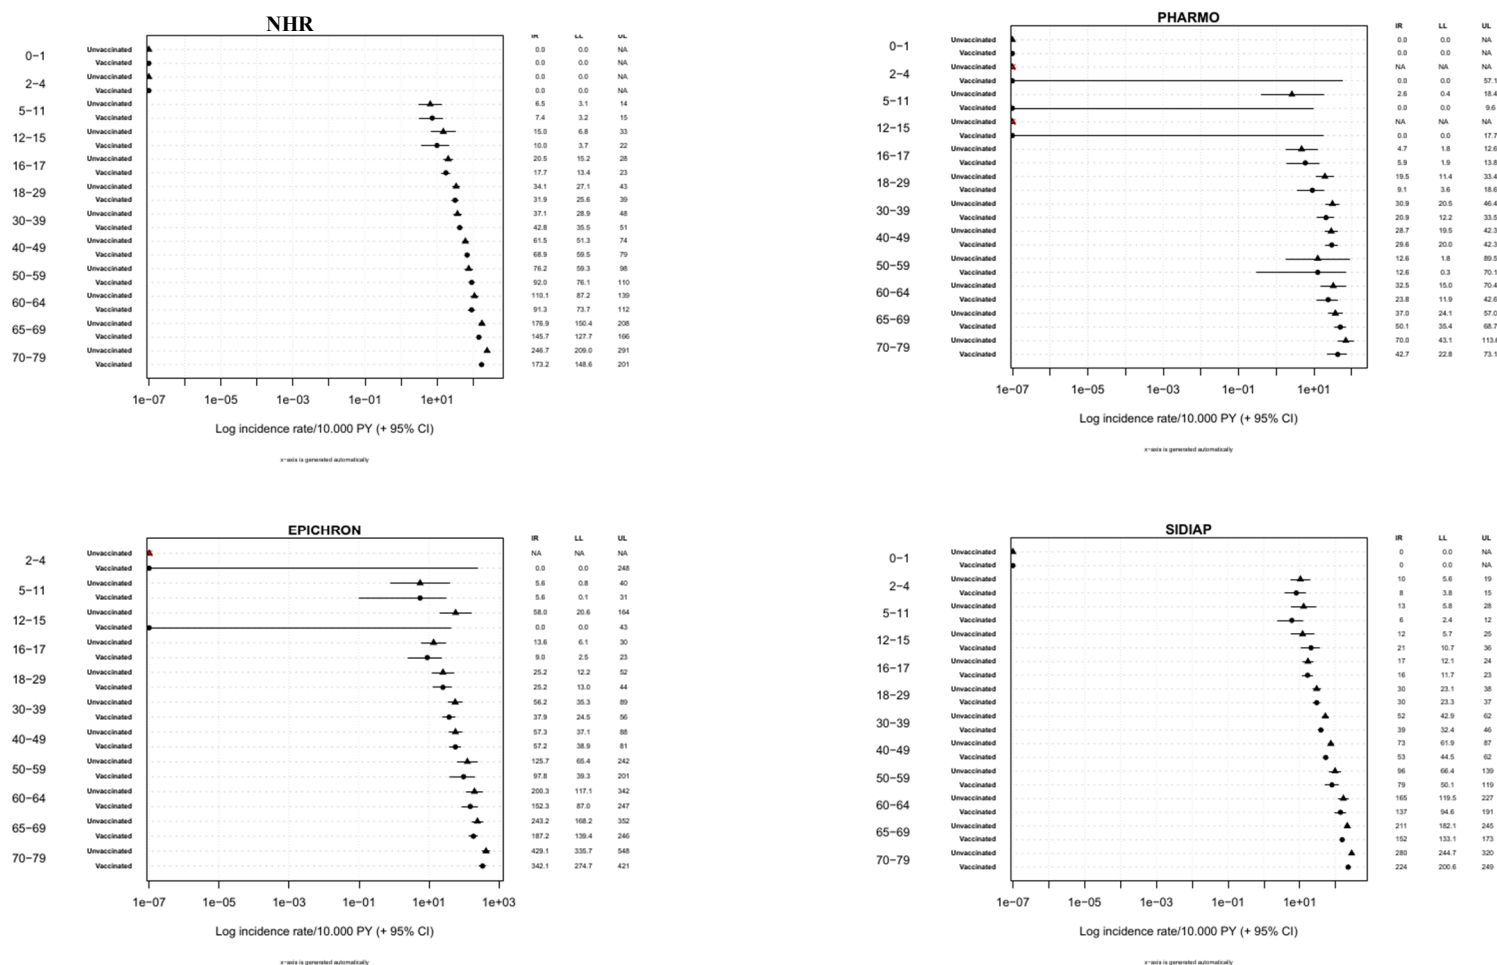 NHR
IR LL UL
0−1
Unvaccinated 0.0 0.0 NA
Vaccinated 0.0 0.0 NA
2−4
Unvaccinated 0.0 0.0 NA
Vaccinated 0.0 0.0 NA
5−11
Unvaccinated 6.5 3.1 14
Vaccinated 7.4 3.2 15
12−15
Unvaccinated 15.0 6.8 33
Vaccinated 10.0 3.7 22
16−17
Unvaccinated 20.5 15.2 28
Vaccinated 17.7 13.4 23
18−29
Unvaccinated 34.1 27.1 43
Vaccinated 31.9 25.6 39
30−39
Unvaccinated 37.1 28.9 48
Vaccinated 42.8 35.5 51
40−49
Unvaccinated 61.5 51.3 74
Vaccinated 68.9 59.5 79
50−59
Unvaccinated 76.2 59.3 98
Vaccinated 92.0 76.1 110
60−64
Unvaccinated 110.1 87.2 139
Vaccinated 91.3 73.7 112
65−69
Unvaccinated 176.9 150.4 208
Vaccinated 145.7 127.7 166
70−79
Unvaccinated 246.7 209.0 291
Vaccinated 173.2 148.6 201
1e−07 1e−05 1e−03 1e−01 1e+01
Log incidence rate/10.000 PY (+ 95% CI)
x−axis is generated automatically
PHARMO
IR LL UL
0−1
Unvaccinated 0.0 0.0 NA
Vaccinated 0.0 0.0 NA
2−4
Unvaccinated NA NA NA
Vaccinated 0.0 0.0 57.1
5−11
Unvaccinated 2.6 0.4 18.4
Vaccinated 0.0 0.0 9.6
12−15
Unvaccinated NA NA NA
Vaccinated 0.0 0.0 17.7
16−17
Unvaccinated 4.7 1.8 12.6
Vaccinated 5.9 1.9 13.8
18−29
Unvaccinated 19.5 11.4 33.4
Vaccinated 9.1 3.6 18.6
30−39
Unvaccinated 30.9 20.5 46.4
Vaccinated 20.9 12.2 33.5
40−49
Unvaccinated 28.7 19.5 42.3
Vaccinated 29.6 20.0 42.3
50−59
Unvaccinated 12.6 1.8 89.5
Vaccinated 12.6 0.3 70.1
60−64
Unvaccinated 32.5 15.0 70.4
Vaccinated 23.8 11.9 42.6
65−69
Unvaccinated 37.0 24.1 57.0
Vaccinated 50.1 35.4 68.7
70−79
Unvaccinated 70.0 43.1 113.6
Vaccinated 42.7 22.8 73.1
1e−07 1e−05 1e−03 1e−01 1e+01
Log incidence rate/10.000 PY (+ 95% CI)
x−axis is generated automatically
EPICHRON
IR LL UL
2−4
Unvaccinated NA NA NA
Vaccinated 0.0 0.0 248
5−11
Unvaccinated 5.6 0.8 40
Vaccinated 5.6 0.1 31
12−15
Unvaccinated 58.0 20.6 164
Vaccinated 0.0 0.0 43
16−17
Unvaccinated 13.6 6.1 30
Vaccinated 9.0 2.5 23
18−29
Unvaccinated 25.2 12.2 52
Vaccinated 25.2 13.0 44
30−39
Unvaccinated 56.2 35.3 89
Vaccinated 37.9 24.5 56
40−49
Unvaccinated 57.3 37.1 88
Vaccinated 57.2 38.9 81
50−59
Unvaccinated 125.7 65.4 242
Vaccinated 97.8 39.3 201
60−64
Unvaccinated 200.3 117.1 342
Vaccinated 152.3 87.0 247
65−69
Unvaccinated 243.2 168.2 352
Vaccinated 187.2 139.4 246
70−79
Unvaccinated 429.1 335.7 548
Vaccinated 342.1 274.7 421
1e−07 1e−05 1e−03 1e−01 1e+01 1e+03
Log incidence rate/10.000 PY (+ 95% CI)
x−axis is generated automatically
SIDIAP
IR LL UL
0−1
Unvaccinated 0 0.0 NA
Vaccinated 0 0.0 NA
2−4
Unvaccinated 10 5.6 19
Vaccinated 8 3.8 15
5−11
Unvaccinated 13 5.8 28
Vaccinated 6 2.4 12
12−15
Unvaccinated 12 5.7 25
Vaccinated 21 10.7 36
16−17
Unvaccinated 17 12.1 24
Vaccinated 16 11.7 23
18−29
Unvaccinated 30 23.1 38
Vaccinated 30 23.3 37
30−39
Unvaccinated 52 42.9 62
Vaccinated 39 32.4 46
40−49
Unvaccinated 73 61.9 87
Vaccinated 53 44.5 62
50−59
Unvaccinated 96 66.4 139
Vaccinated 79 50.1 119
60−64
Unvaccinated 165 119.5 227
Vaccinated 137 94.6 191
65−69
Unvaccinated 211 182.1 245
Vaccinated 152 133.1 173
70−79
Unvaccinated 280 244.7 320
Vaccinated 224 200.6 249
1e−07 1e−05 1e−03 1e−01 1e+01
Log incidence rate/10.000 PY (+ 95% CI)
x−axis is generated automatically